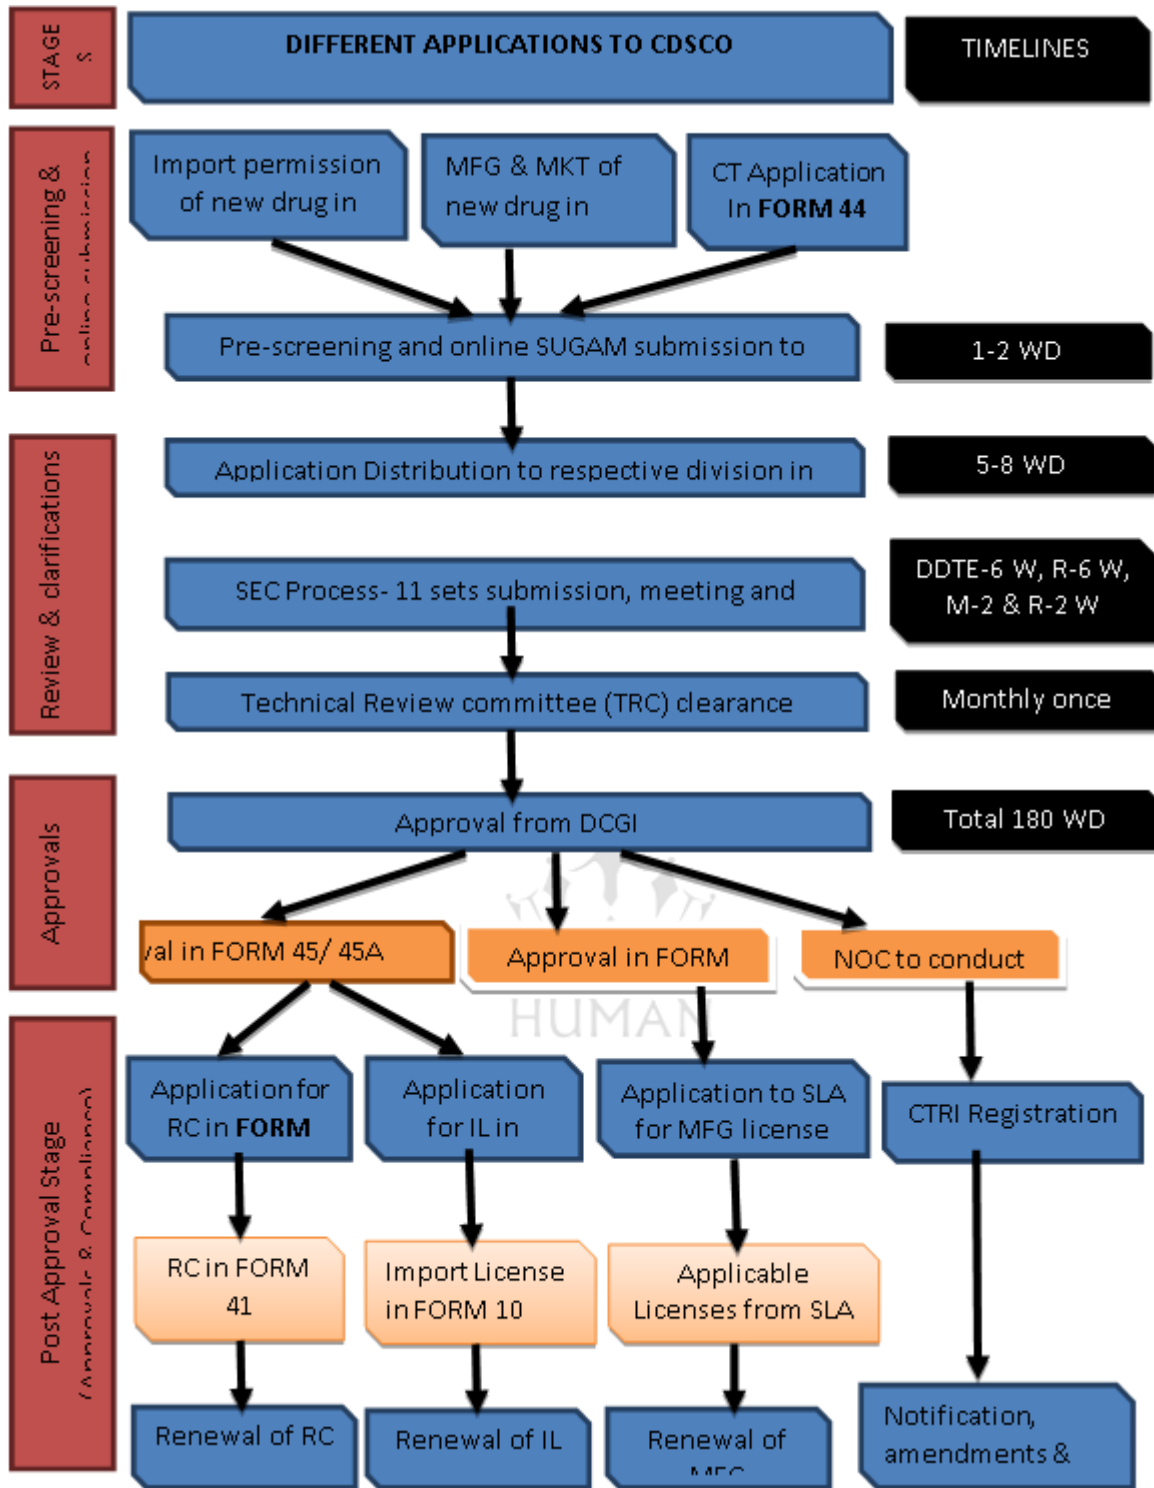 STAGE
S
DIFFERENT APPLICATIONS TO CDSCO
TIMELINES
Pre-screening &
online submission
Import permission
of new drug in
MFG & MKT of
new drug in
CT Application
In FORM 44
Pre-screening and online SUGAM submission to
1-2 WD
Review & clarifications
Application Distribution to respective division in
5-8 WD
SEC Process- 11 sets submission, meeting and
DDTE-6 W, R-6 W,
M-2 & R-2 W
Technical Review committee (TRC) clearance
Monthly once
Approvals
Approval from DCGI
Total 180 WD
val in FORM 45/ 45A
Approval in FORM
NOC to conduct
HUMAN
Post Approval Stage
(Approvals & Compliance)
Application for
RC in FORM
Application
for IL in
Application to SLA
for MFG license
CTRI Registration
RC in FORM
41
Import License
in FORM 10
Applicable
Licenses from SLA
Renewal of RC
Renewal of IL
Renewal of
MFG
Notification,
amendments &